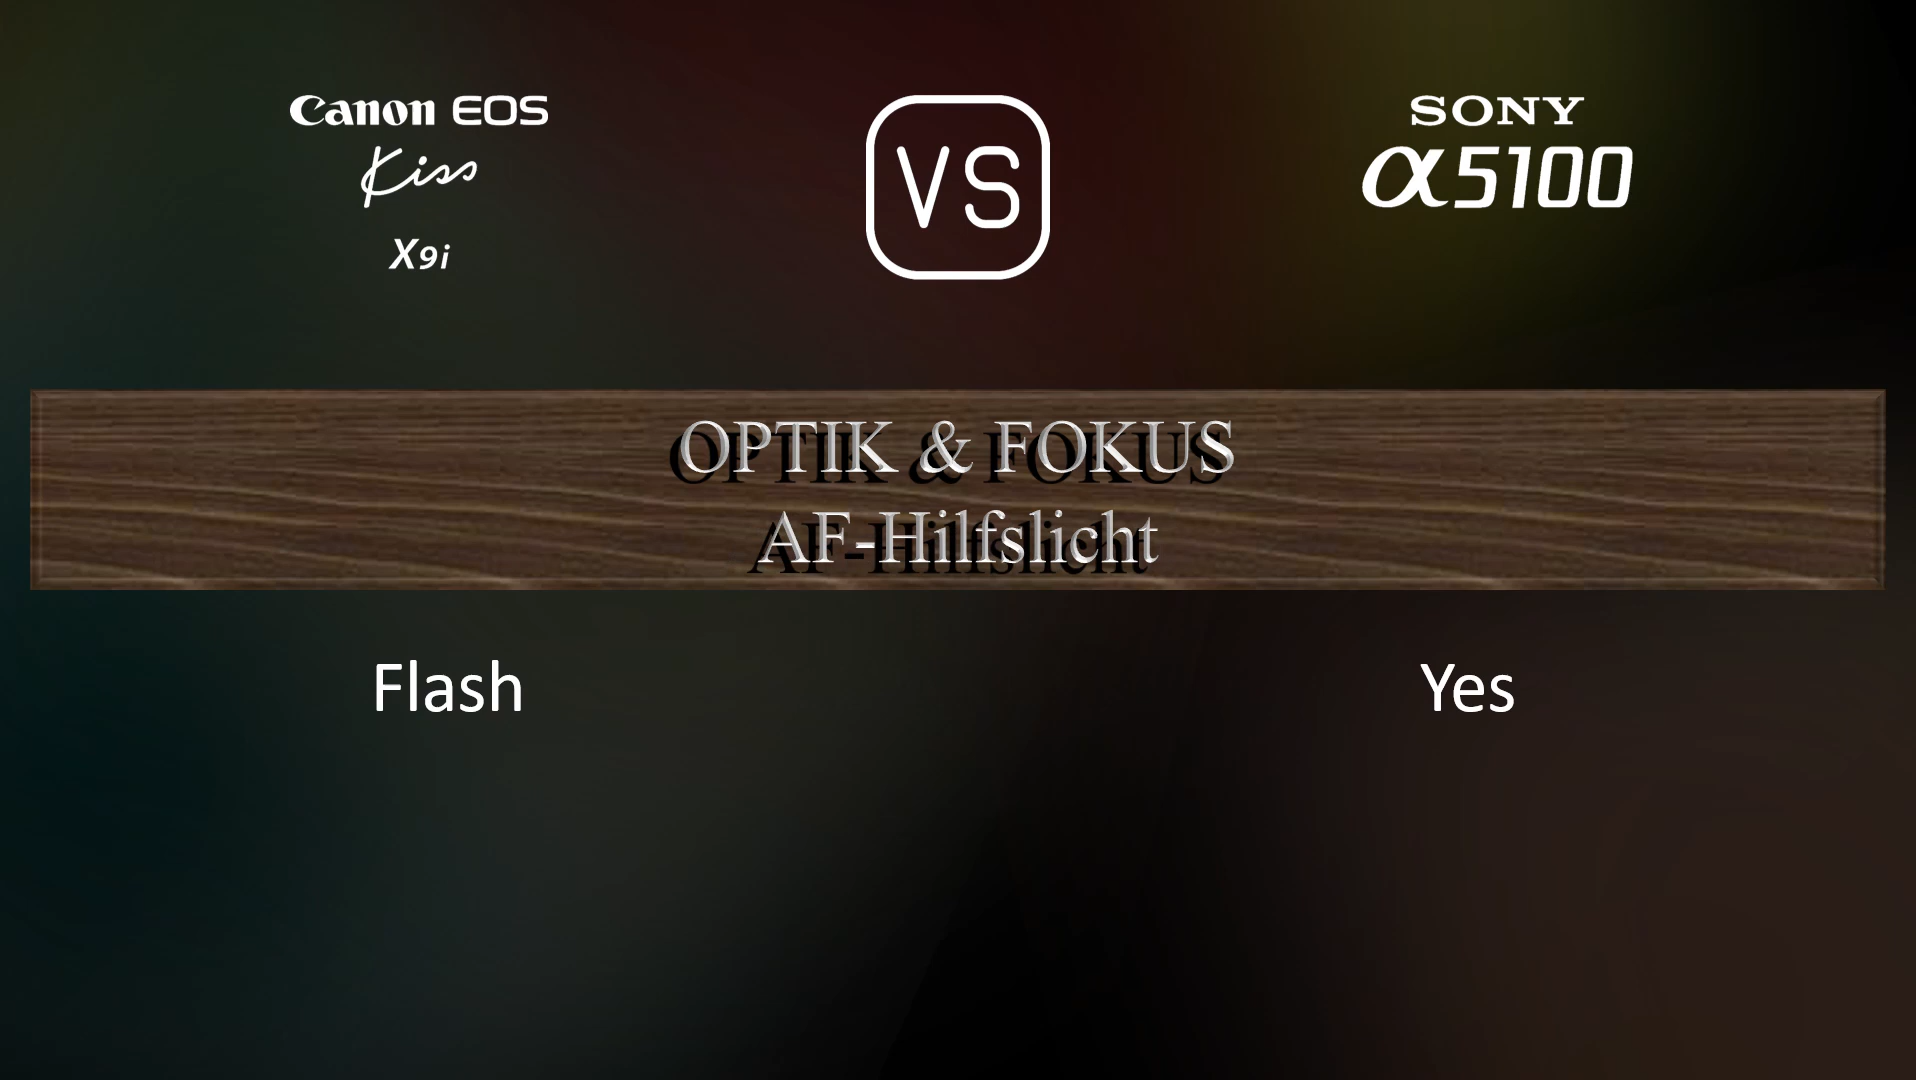 Canon EOS
Kiss
X9i
VS
SONY
α5100
OPTIK & FOKUS
AF-Hilfslicht
Flash
Yes